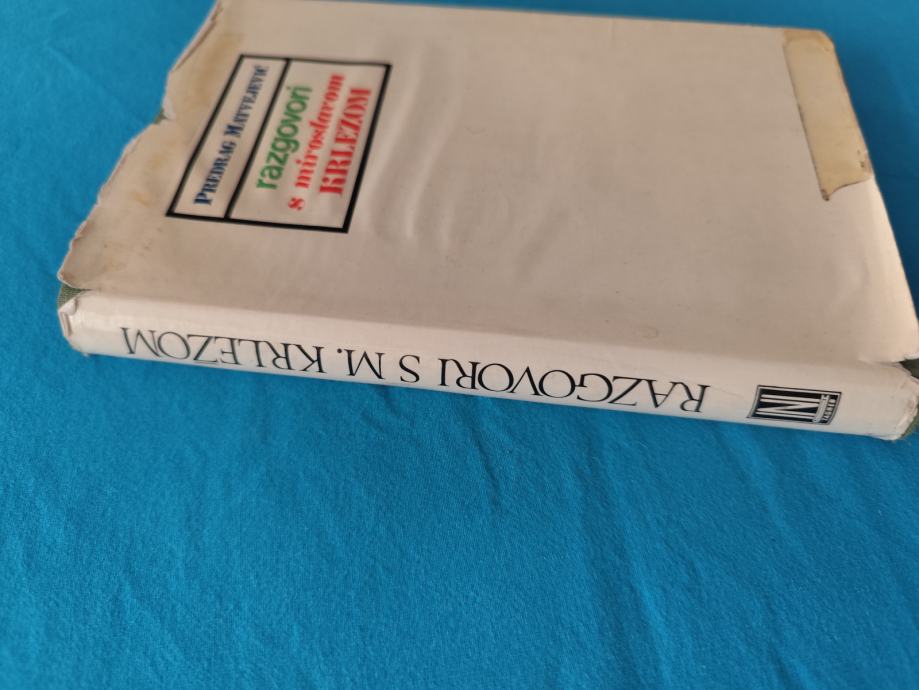 PREDRAG MATVEJEVIĆ
razgovori
s miroslavom
KRLEŽOM
RAZGOVORI S M. KRLEŽOM